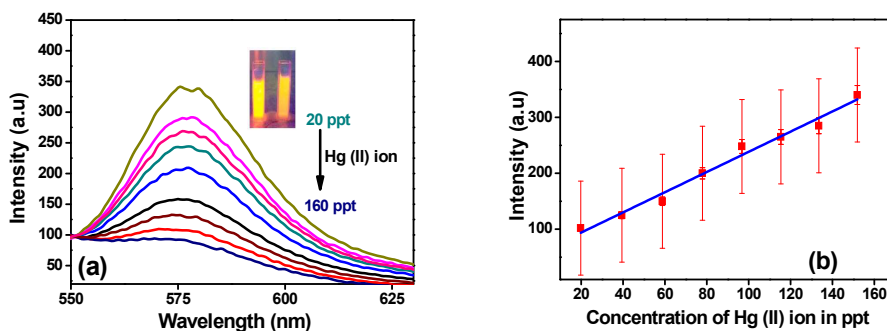 450
400
350
300
250
200
150
100
50
Intensity (a.u)
20 ppt
Hg (II) ion
160 ppt
(a)
550
575
600
625
Wavelength (nm)
400
300
200
100
Intensity (a.u)
(b)
20
40
60
80
100
120
140
160
Concentration of Hg (II) ion in ppt